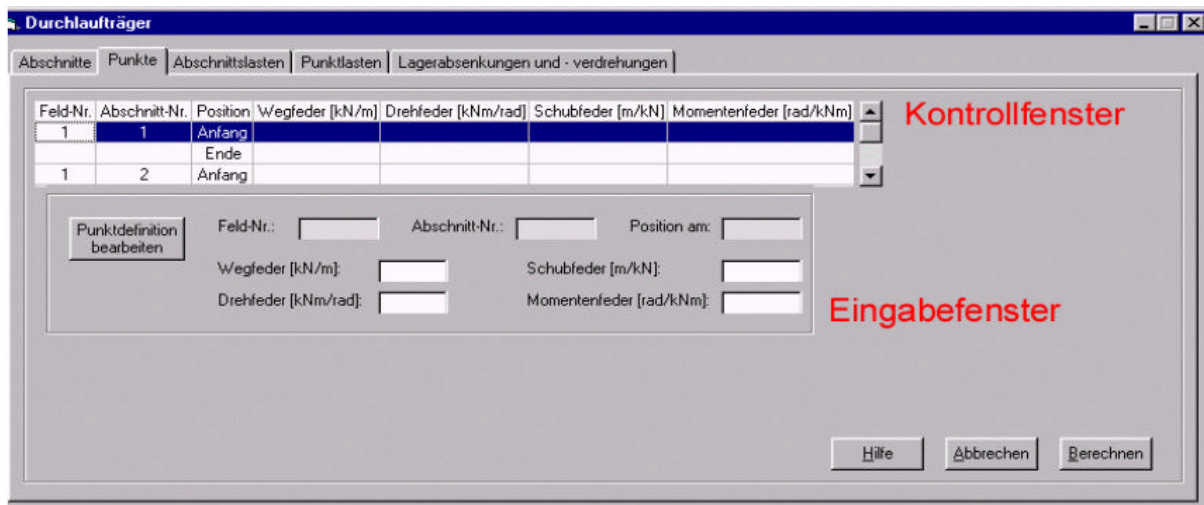 Durchlaufträger
Abschnitte Punkte Abschnittslasten Punktlasten Lagerabsenkungen und - verdrehungen
Feld-Nr. Abschnitt-Nr. Position Wegfeder [kN/m] Drehfeder [kNm/rad] Schubfeder [m/kN] Momentenfeder [rad/kNm]
1 1 Anfang
Ende
1 2 Anfang
Kontrollfenster
Punktdefinition
bearbeiten
Feld-Nr.: Abschnitt-Nr.: Position am:
Wegfeder [kN/m]: Schubfeder [m/kN]:
Drehfeder [kNm/rad]: Momentenfeder [rad/kNm]:
Eingabefenster
Hilfe Abbrechen Berechnen